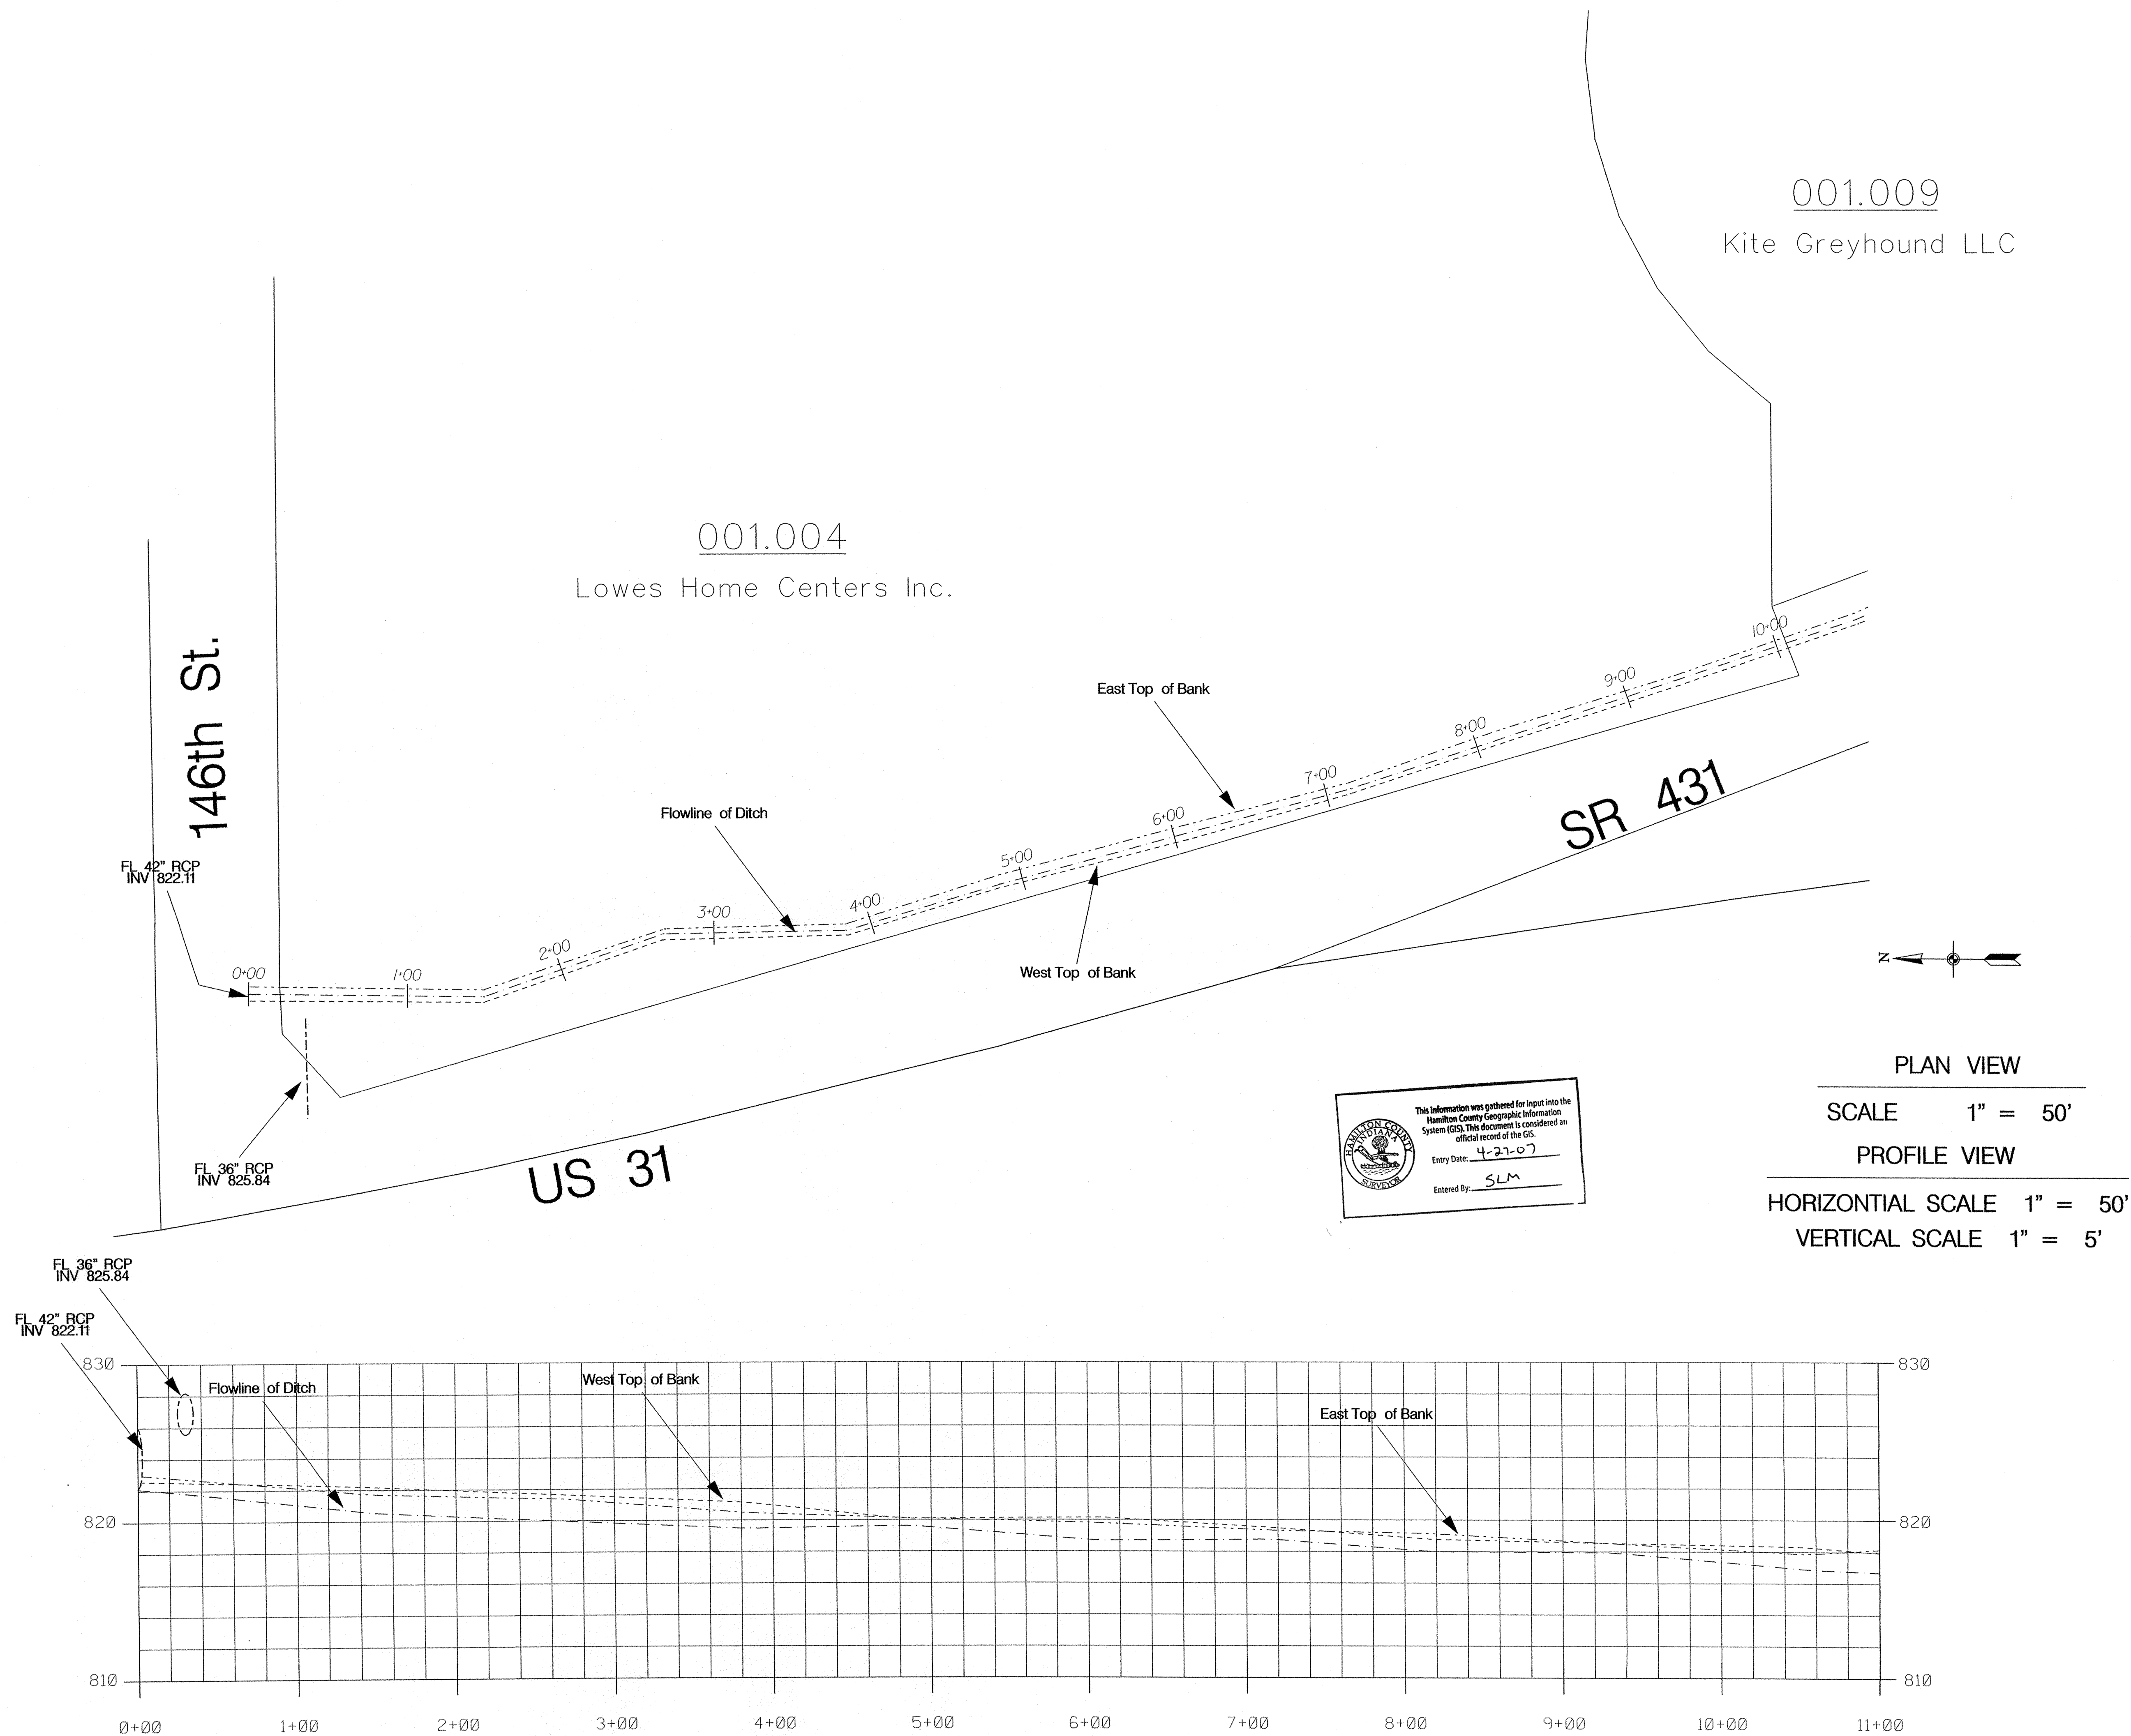 001.009
Kite Greyhound LLC
001.004
Lowes Home Centers Inc.
146th St.
East Top of Bank
Flowline of Ditch
FL 42" RCP
INV 822.11
0+00
1+00
2+00
3+00
4+00
5+00
6+00
7+00
8+00
9+00
10+00
West Top of Bank
SR 431
N
FL 36" RCP
INV 825.84
US 31
HAMILTON COUNTY
INDIANA
SURVEYOR
This information was gathered for input into the
Hamilton County Geographic Information
System (GIS). This document is considered an
official record of the GIS.
Entry Date: 4-27-07
Entered By: SLM
PLAN VIEW
SCALE 1" = 50'
PROFILE VIEW
HORIZONTIAL SCALE 1" = 50'
VERTICAL SCALE 1" = 5'
FL 36" RCP
INV 825.84
FL 42" RCP
INV 822.11
830
830
Flowline of Ditch
West Top of Bank
East Top of Bank
820
820
810
810
0+00
1+00
2+00
3+00
4+00
5+00
6+00
7+00
8+00
9+00
10+00
11+00